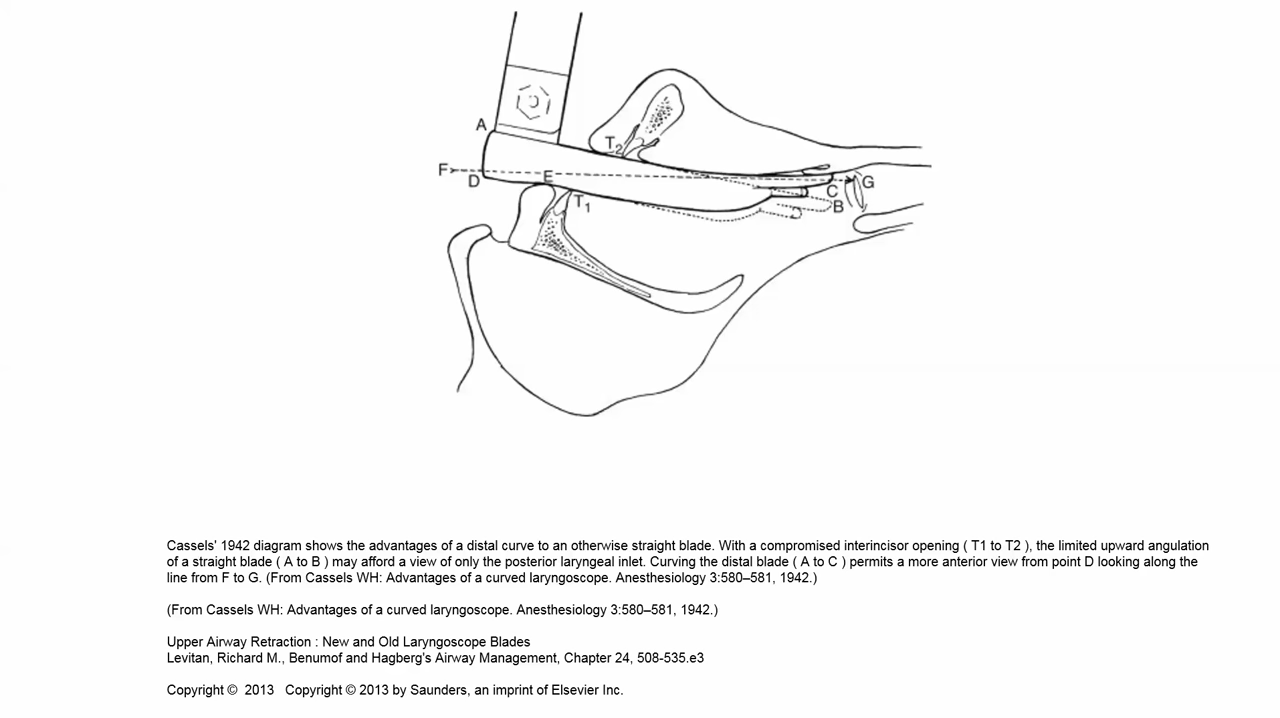 A
T2
F
D
E
G
C
T1
B
Cassels' 1942 diagram shows the advantages of a distal curve to an otherwise straight blade. With a compromised interincisor opening ( T1 to T2 ), the limited upward angulation
of a straight blade ( A to B ) may afford a view of only the posterior laryngeal inlet. Curving the distal blade ( A to C ) permits a more anterior view from point D looking along the
line from F to G. (From Cassels WH: Advantages of a curved laryngoscope. Anesthesiology 3:580–581, 1942.)
(From Cassels WH: Advantages of a curved laryngoscope. Anesthesiology 3:580–581, 1942.)
Upper Airway Retraction : New and Old Laryngoscope Blades
Levitan, Richard M., Benumof and Hagberg's Airway Management, Chapter 24, 508-535.e3
Copyright © 2013 Copyright © 2013 by Saunders, an imprint of Elsevier Inc.